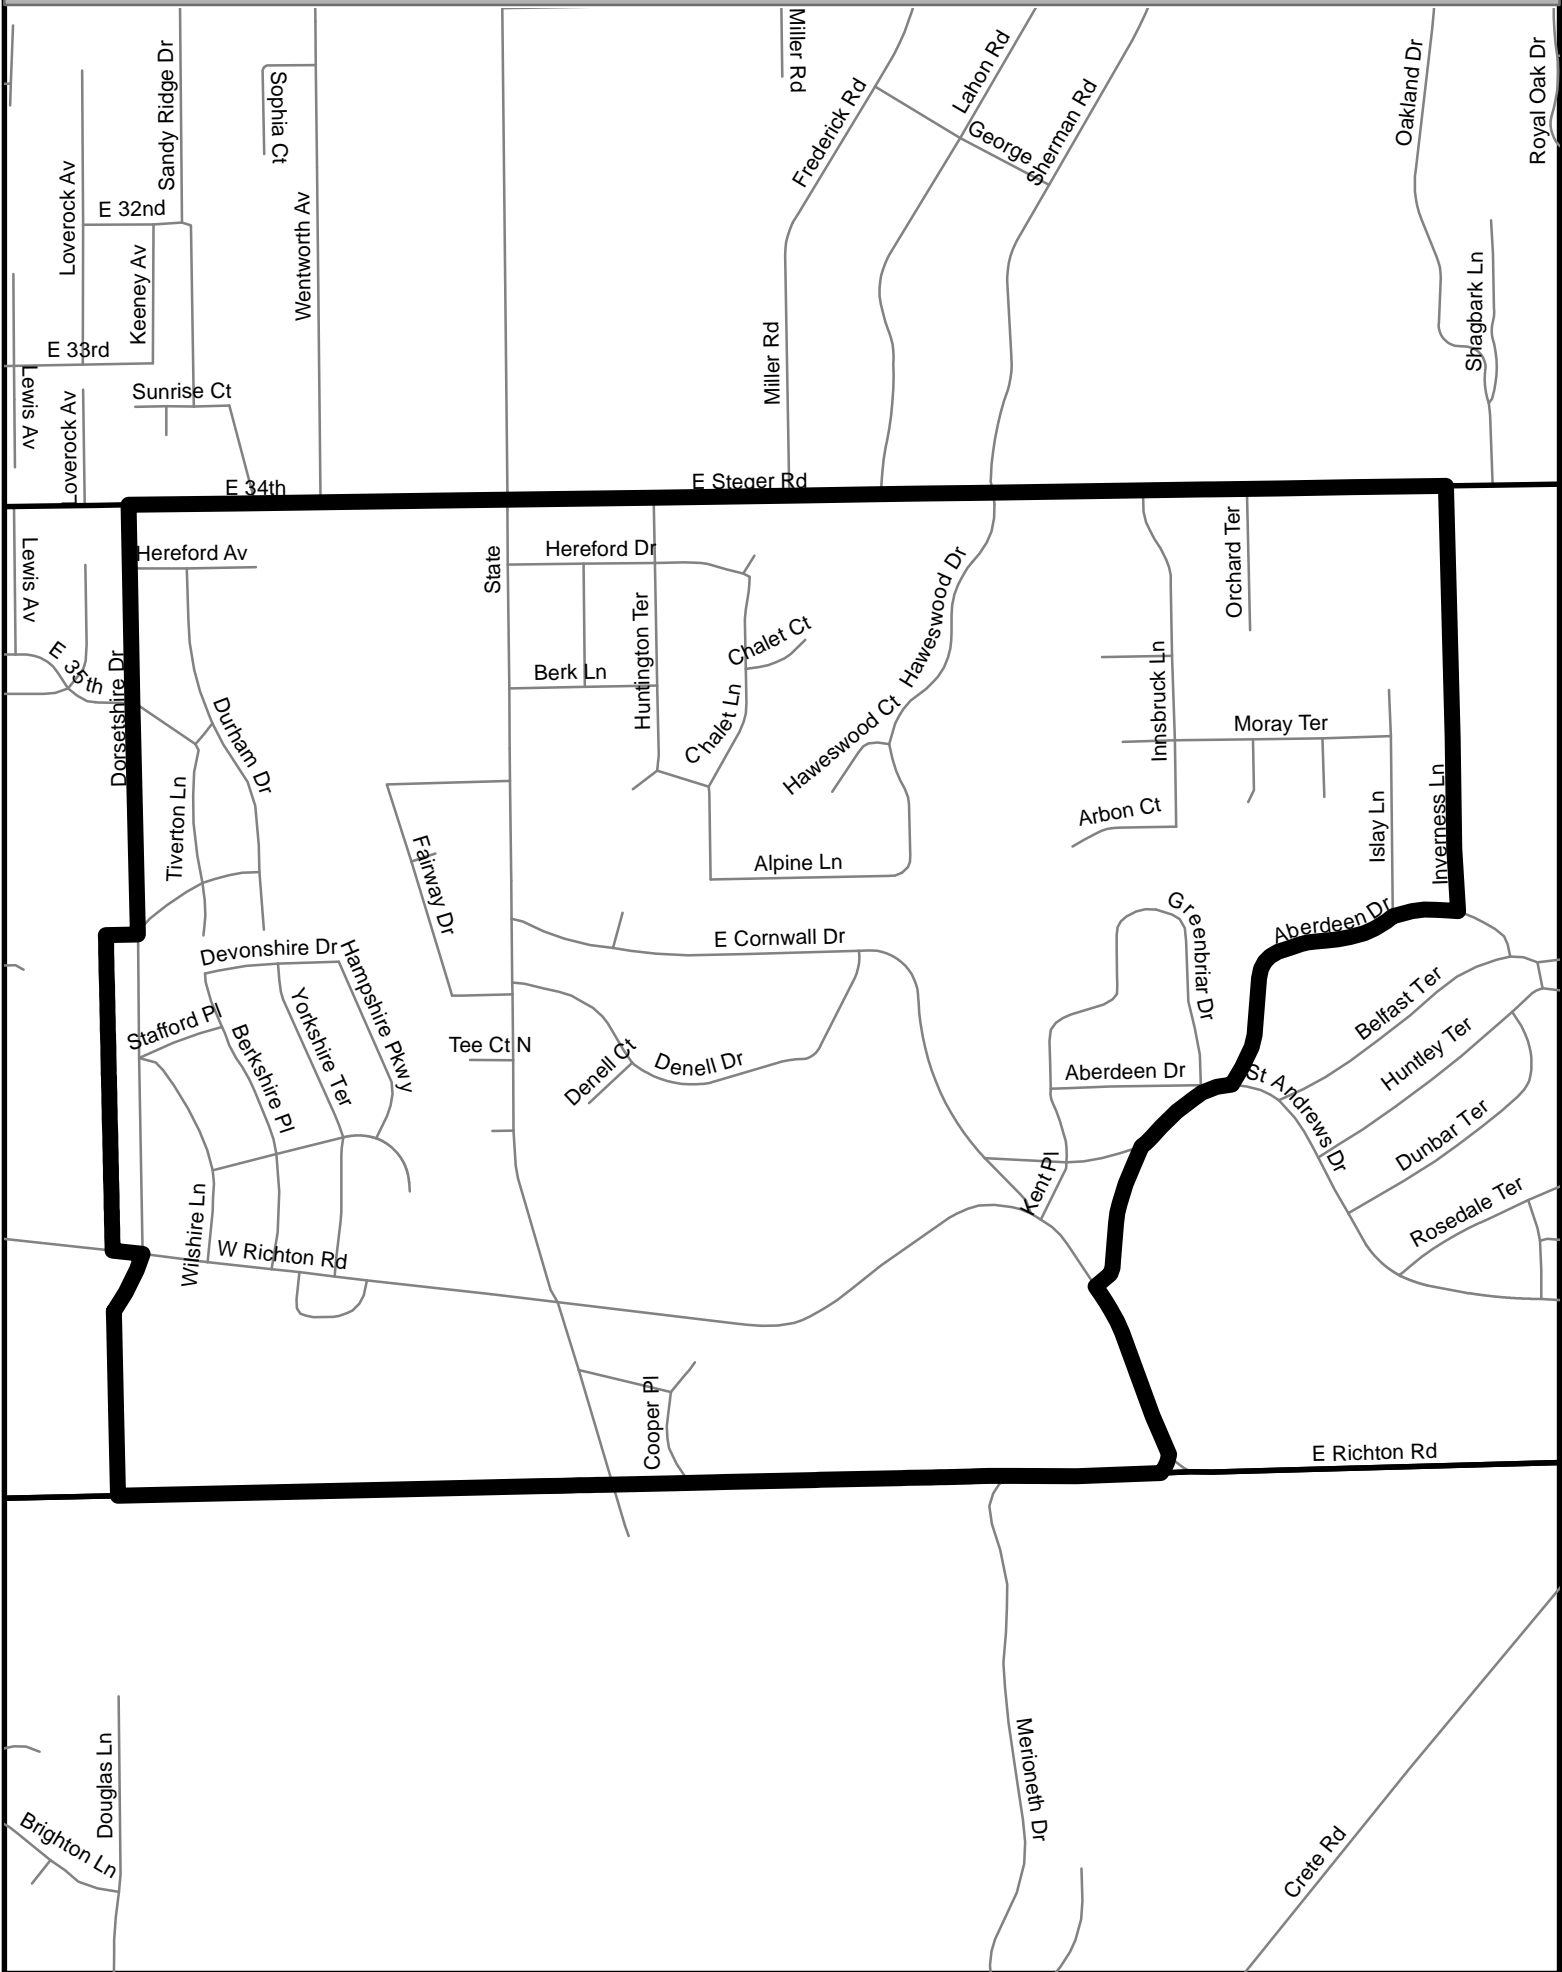 Miller Rd
Sandy Ridge Dr
Sophia Ct
Lahon Rd
Oakland Dr
Royal Oak Dr
Frederick Rd
Sherman Rd
George
Loverock Av
E 32nd
Wentworth Av
Keeney Av
Shagbark Ln
E 33rd
Miller Rd
Lewis Av
Sunrise Ct
Loverock Av
E 34th
E Steger Rd
Lewis Av
Hereford Av
State
Hereford Dr
Orchard Ter
Haweswood Dr
Huntington Ter
Chalet Ct
E 35th
Dorsetshire Dr
Berk Ln
Innsbruck Ln
Chalet Ln
Haweswood Ct
Durham Dr
Moray Ter
Tiverton Ln
Inverness Ln
Islay Ln
Arbon Ct
Fairway Dr
Alpine Ln
Greenbriar Dr
Aberdeen Dr
Devonshire Dr
Hampshire Pkwy
E Cornwall Dr
Yorkshire Ter
Stafford Pl
Berkshire Pl
Belfast Ter
Huntley Ter
Tee Ct N
Denell Ct
Denell Dr
Aberdeen Dr
St Andrews Dr
Dunbar Ter
Kent Pl
Wilshire Ln
W Richton Rd
Rosedale Ter
Cooper Pl
E Richton Rd
Merioneth Dr
Douglas Ln
Brighton Ln
Crete Rd